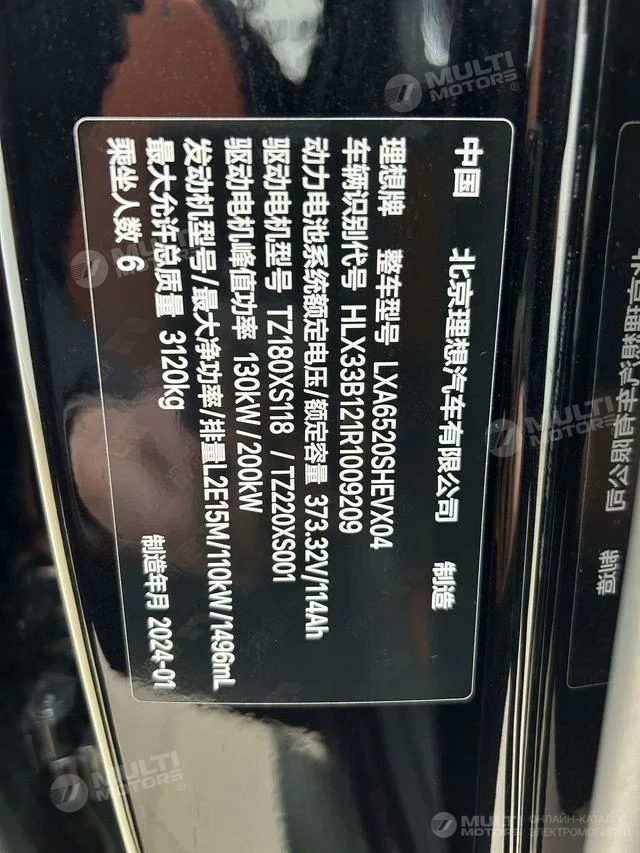 中国 北京理想汽车有限公司 制造
理想牌 整车型号 LXA6520SHEVX04
车辆识别代号 HLX33B121R1009209
动力电池系统额定电压/额定容量 373.32V/114Ah
驱动电机型号 TZ180XS118 /TZ220XS001
驱动电机峰值功率 130kW/200kW
发动机型号/最大净功率/排量L2E15M/110kW/1496mL
最大允许总质量 3120kg
乘坐人数 6 制造年月 2024-01
MULTI MOTORS
MULTI MOTORS
MULTI MOTORS
MULTI MOTORS
MULTI MOTORS
ОНЛАЙН-КАТАЛОГ
ЭЛЕКТРОМОБИЛЕЙ